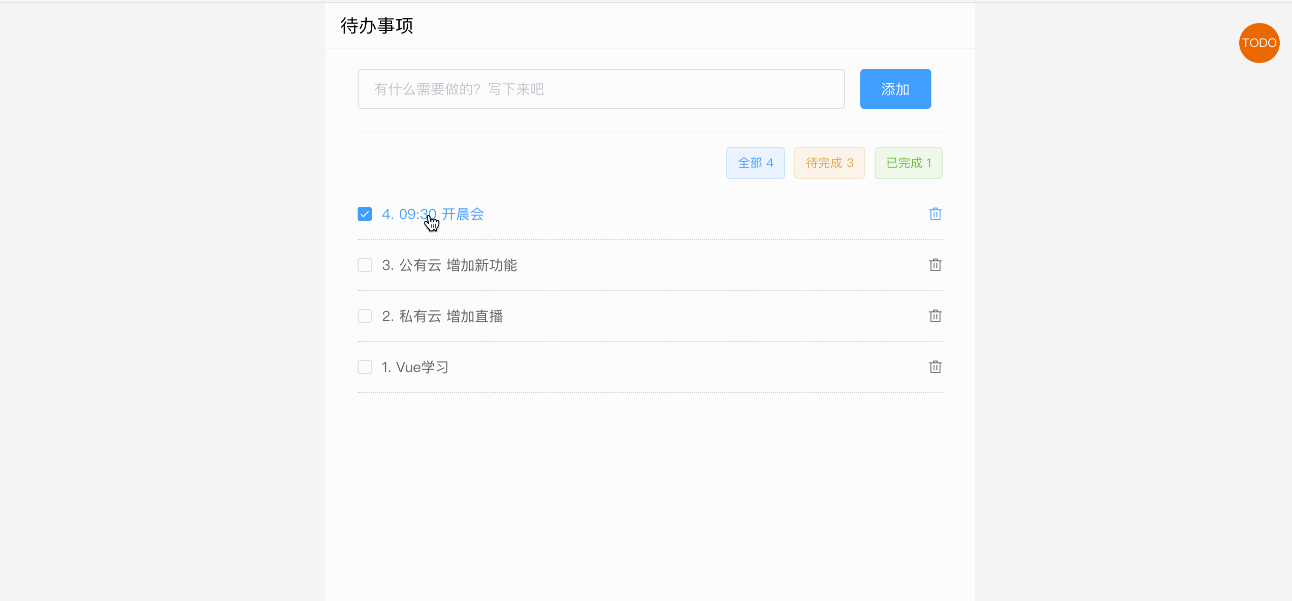 待办事项
TODO
有什么需要做的？写下来吧
添加
全部 4
待完成 3
已完成 1
4. 09:30 开晨会
3. 公有云 增加新功能
2. 私有云 增加直播
1. Vue学习